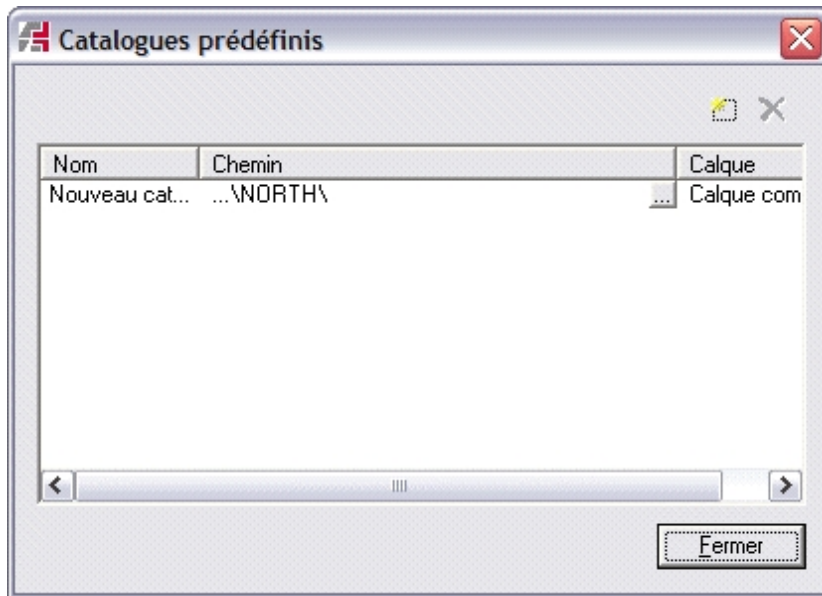 Catalogues prédéfinis
Nom Chemin Calque
Nouveau cat... ...\NORTH\ ... Calque com
Fermer